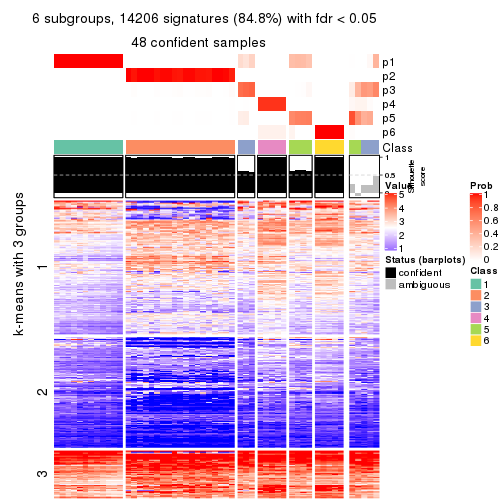 6 subgroups, 14206 signatures (84.8%) with fdr < 0.05
48 confident samples
p1
p2
p3
p4
p5
p6
Class
1
0.5
0
Silhouette
score
k-means with 3 groups
1
2
3
Value
5
4
3
2
1
Status (barplots)
confident
ambiguous
Prob
1
0.8
0.6
0.4
0.2
0
Class
1
2
3
4
5
6